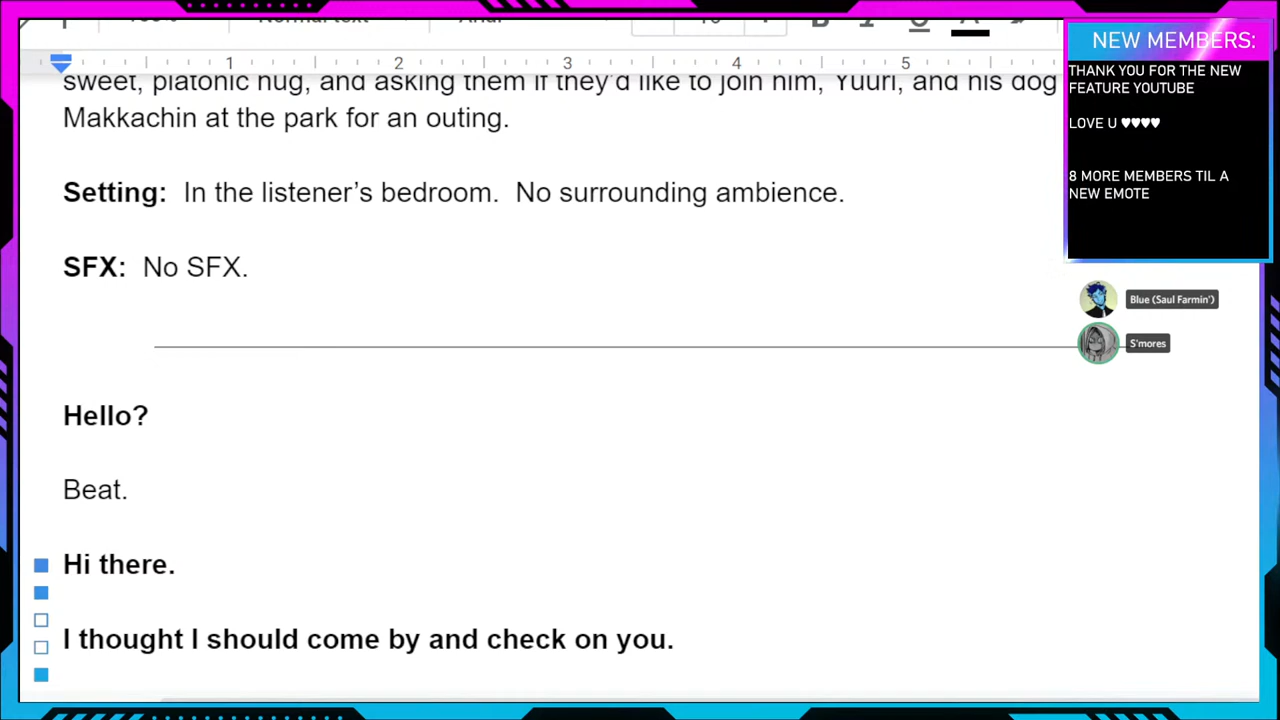 Normal text
Arial
B I U A
1 2 3 4 5
sweet, platonic hug, and asking them if they'd like to join him, Yuuri, and his dog
Makkachin at the park for an outing.
Setting: In the listener's bedroom. No surrounding ambience.
SFX: No SFX.
Hello?
Beat.
Hi there.
I thought I should come by and check on you.
NEW MEMBERS:
THANK YOU FOR THE NEW
FEATURE YOUTUBE
LOVE U ♥♥♥♥
8 MORE MEMBERS TIL A
NEW EMOTE
Blue (Saul Farmin')
S'mores